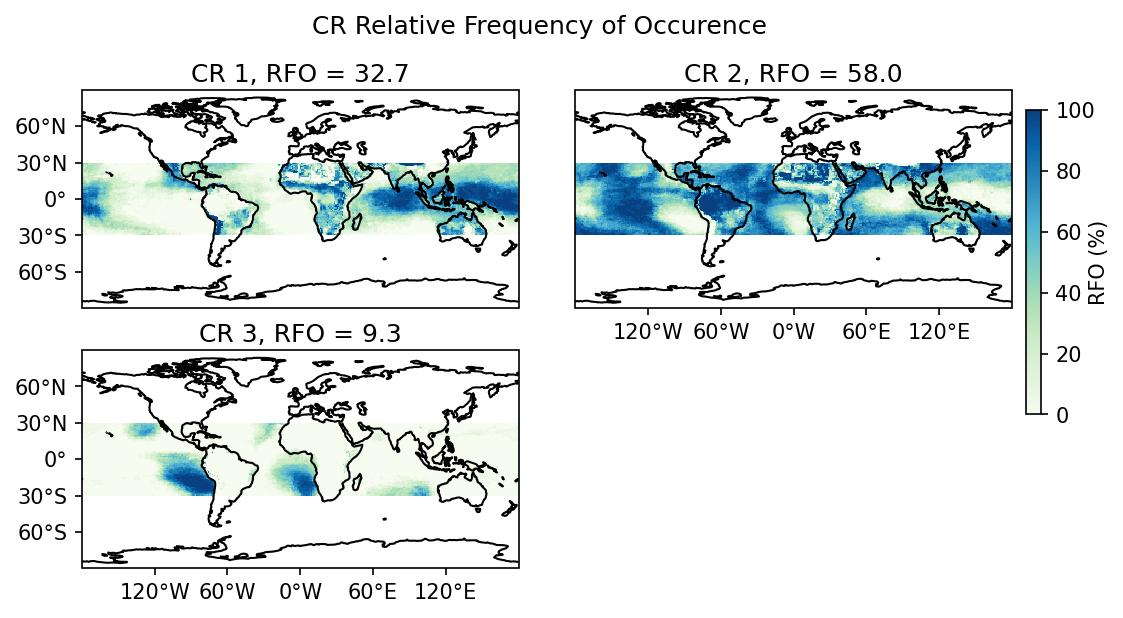 CR Relative Frequency of Occurence
CR 1, RFO = 32.7
60°N
30°N
0°
30°S
60°S
CR 2, RFO = 58.0
120°W 60°W 0°W 60°E 120°E
100
80
60
40
20
0
RFO (%)
CR 3, RFO = 9.3
60°N
30°N
0°
30°S
60°S
120°W 60°W 0°W 60°E 120°E